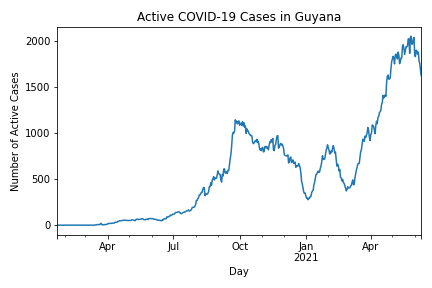 Active COVID-19 Cases in Guyana
2000
1500
1000
500
0
Number of Active Cases
Apr
Jul
Oct
Jan
2021
Apr
Day